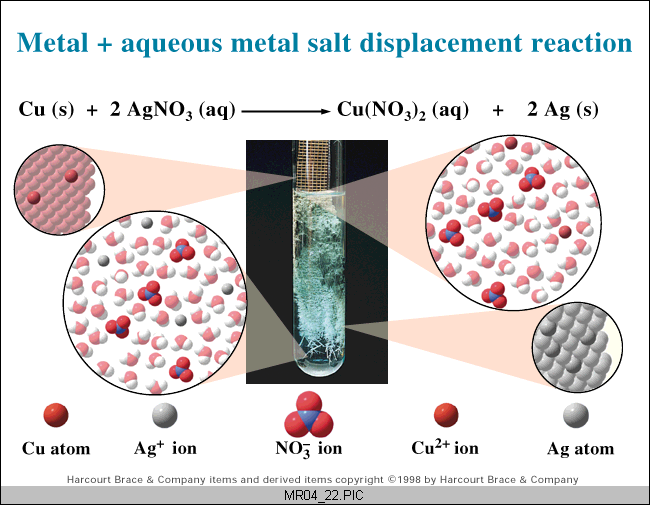 Metal + aqueous metal salt displacement reaction
Cu (s) + 2 AgNO₃ (aq) ⟶ Cu(NO₃)₂ (aq) + 2 Ag (s)
Cu atom Ag⁺ ion NO₃⁻ ion Cu²⁺ ion Ag atom
Harcourt Brace & Company items and derived items copyright ©1998 by Harcourt Brace & Company
MR04_22.PIC